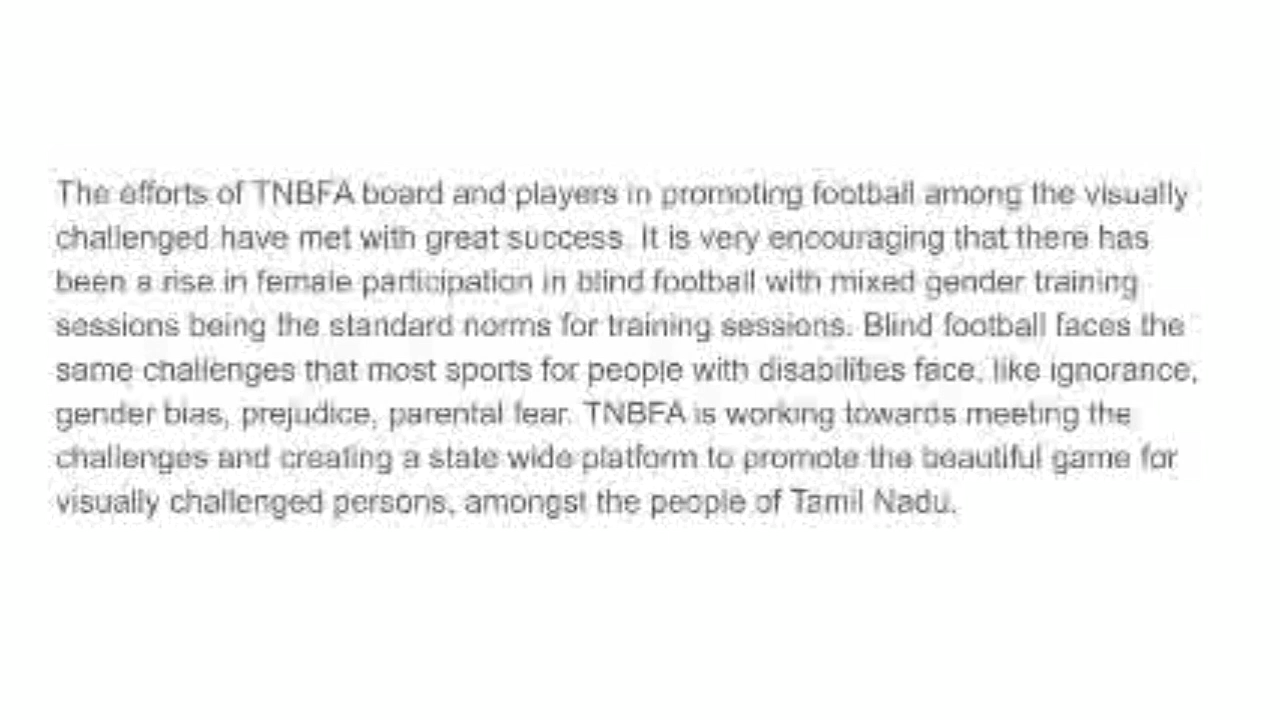 The efforts of TNBFA board and players in promoting football among the visually
challenged have met with great success. It is very encouraging that there has
been a rise in female participation in blind football with mixed gender training
sessions being the standard norms for training sessions. Blind football faces the
same challenges that most sports for people with disabilities face, like ignorance,
gender bias, prejudice, parental fear. TNBFA is working towards meeting the
challenges and creating a state wide platform to promote the beautiful game for
visually challenged persons, amongst the people of Tamil Nadu.